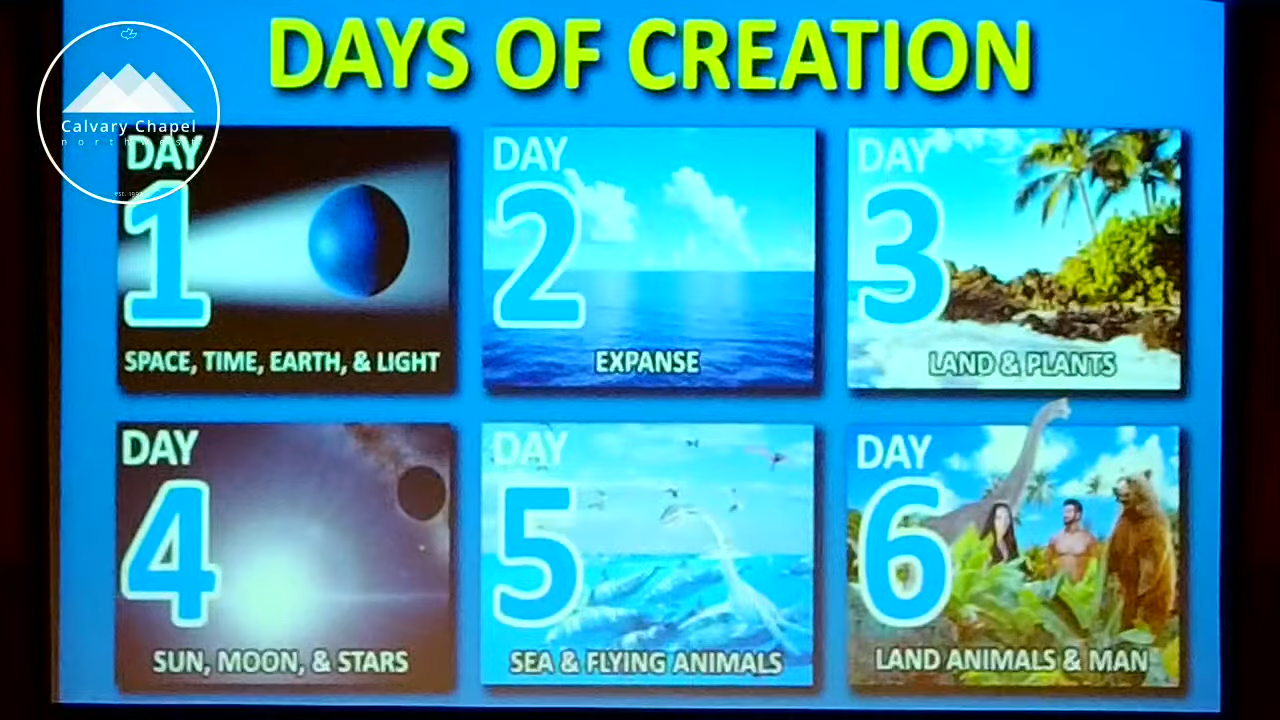 DAYS OF CREATION
Calvary Chapel
northwest
DAY
1
SPACE, TIME, EARTH, & LIGHT
DAY
2
EXPANSE
DAY
3
LAND & PLANTS
DAY
4
SUN, MOON, & STARS
DAY
5
SEA & FLYING ANIMALS
DAY
6
LAND ANIMALS & MAN